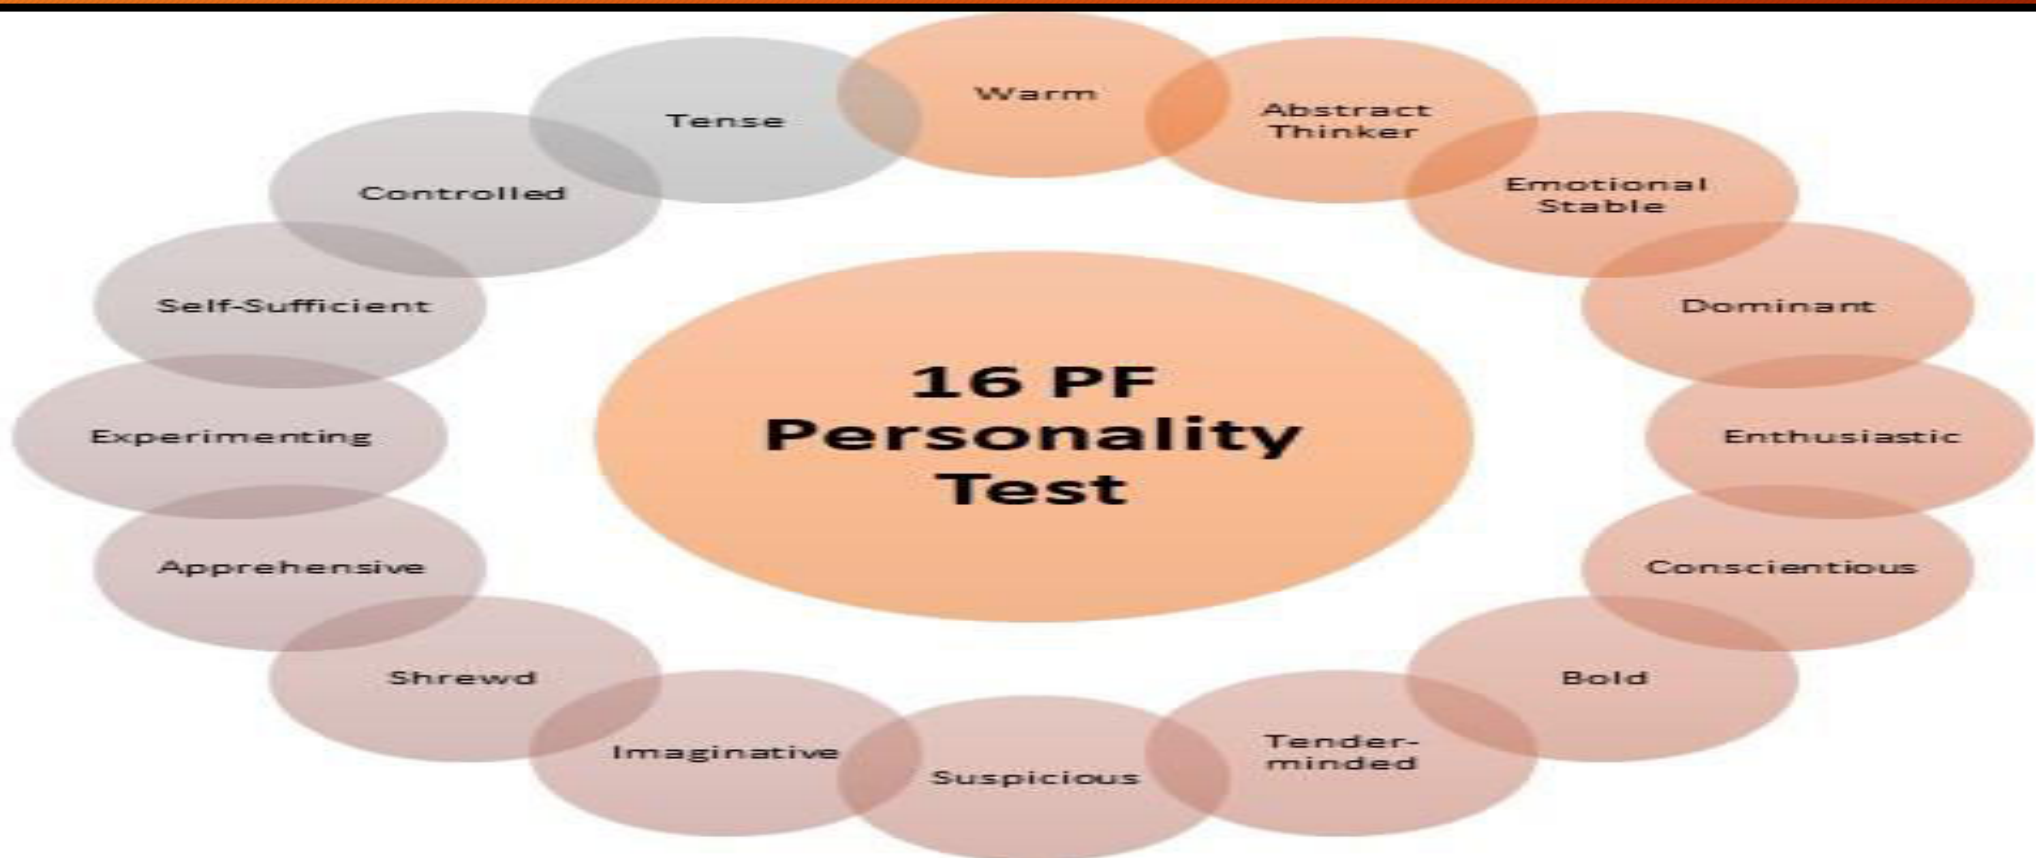 Warm
Abstract
Thinker
Emotional
Stable
Dominant
Enthusiastic
Conscientious
Bold
Tender-
minded
Suspicious
Imaginative
Shrewd
Apprehensive
Experimenting
Self-Sufficient
Controlled
Tense
16 PF
Personality
Test